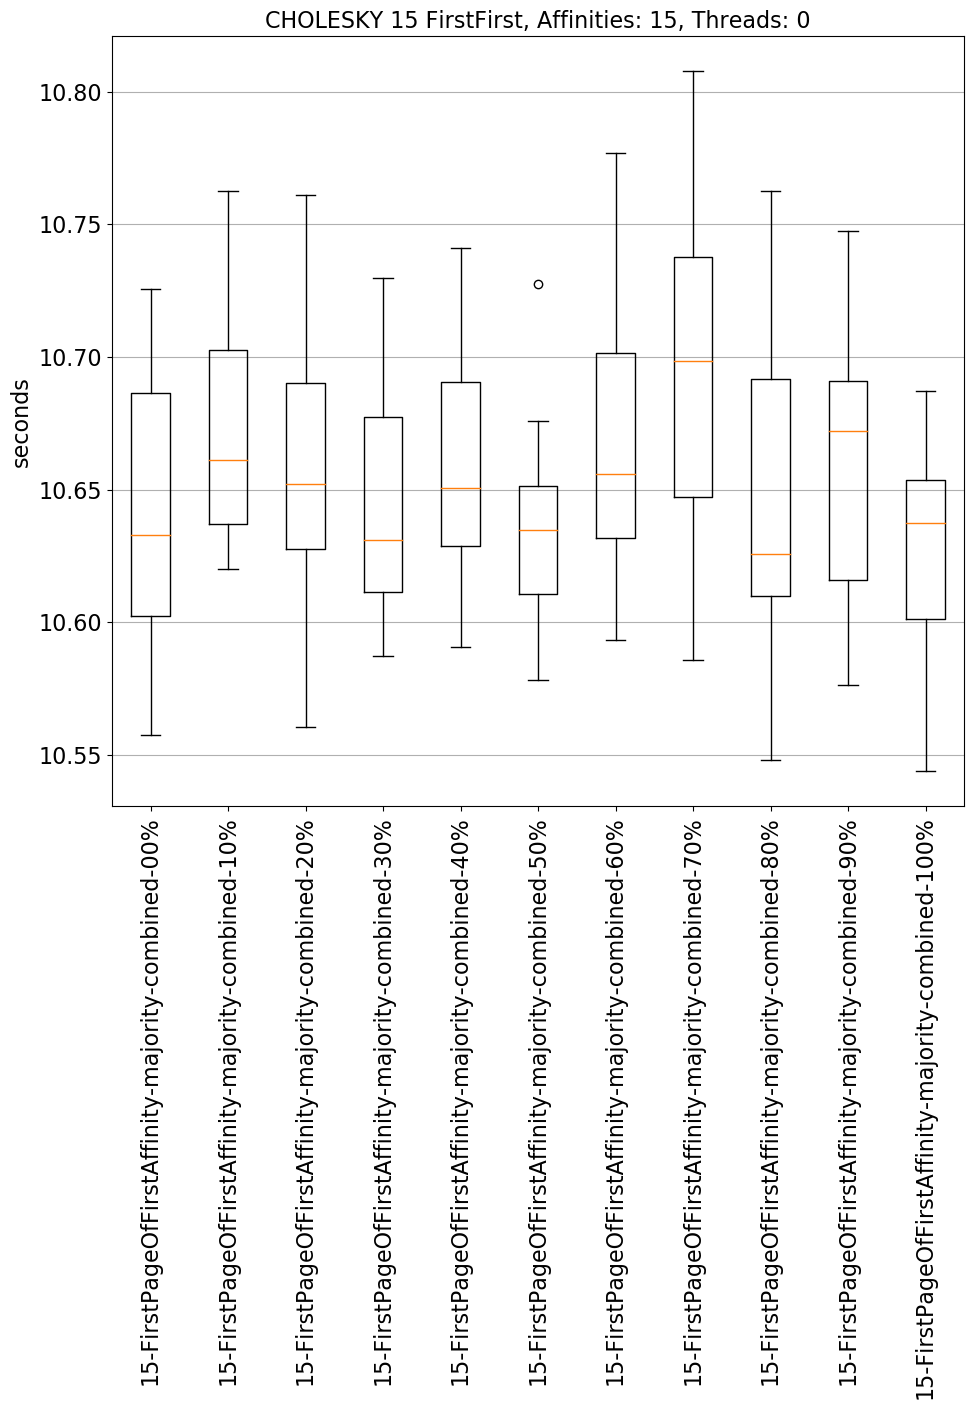 CHOLESKY 15 FirstFirst, Affinities: 15, Threads: 0
10.80
10.75
10.70
10.65
10.60
10.55
seconds
15-FirstPageOfFirstAffinity-majority-combined-00%
15-FirstPageOfFirstAffinity-majority-combined-10%
15-FirstPageOfFirstAffinity-majority-combined-20%
15-FirstPageOfFirstAffinity-majority-combined-30%
15-FirstPageOfFirstAffinity-majority-combined-40%
15-FirstPageOfFirstAffinity-majority-combined-50%
15-FirstPageOfFirstAffinity-majority-combined-60%
15-FirstPageOfFirstAffinity-majority-combined-70%
15-FirstPageOfFirstAffinity-majority-combined-80%
15-FirstPageOfFirstAffinity-majority-combined-90%
15-FirstPageOfFirstAffinity-majority-combined-100%